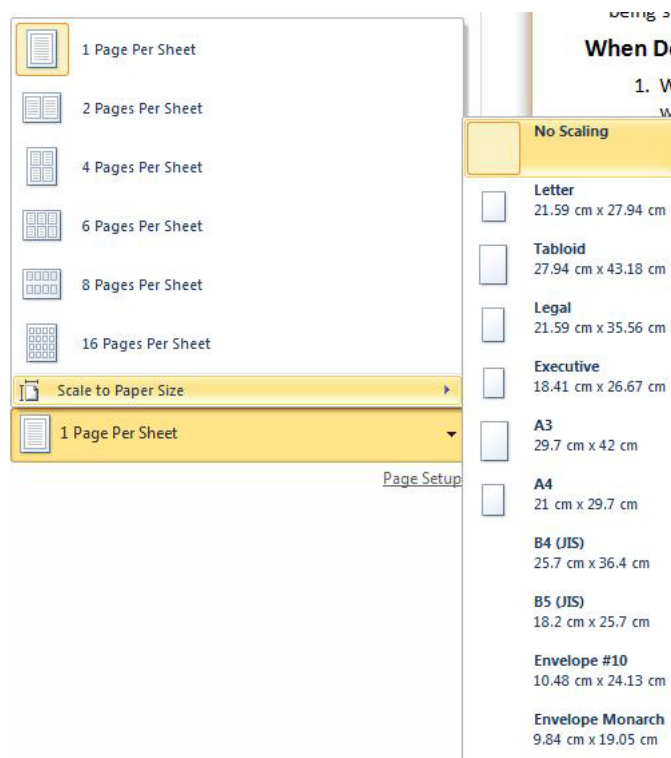 1 Page Per Sheet
2 Pages Per Sheet
4 Pages Per Sheet
6 Pages Per Sheet
8 Pages Per Sheet
16 Pages Per Sheet
Scale to Paper Size
1 Page Per Sheet
Page Setup
being
When
1.
No Scaling
Letter
21.59 cm x 27.94 cm
Tabloid
27.94 cm x 43.18 cm
Legal
21.59 cm x 35.56 cm
Executive
18.41 cm x 26.67 cm
A3
29.7 cm x 42 cm
A4
21 cm x 29.7 cm
B4 (JIS)
25.7 cm x 36.4 cm
B5 (JIS)
18.2 cm x 25.7 cm
Envelope #10
10.48 cm x 24.13 cm
Envelope Monarch
9.84 cm x 19.05 cm